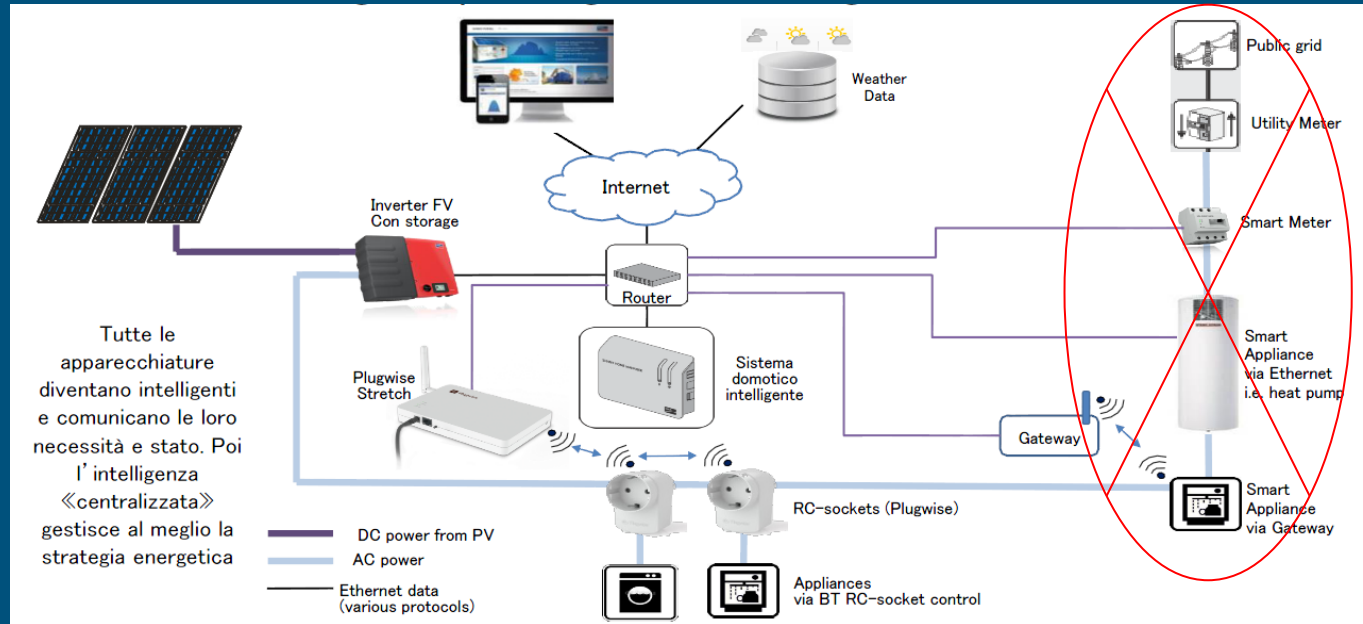 Weather
Data
Public grid
Utility Meter
Internet
Inverter FV
Con storage
Smart Meter
Router
Tutte le
apparecchiature
diventano intelligenti
e comunicano le loro
necessità e stato. Poi
l’intelligenza
《centralizzata》
gestisce al meglio la
strategia energetica
Plugwise
Stretch
Sistema
domotico
intelligente
Smart
Appliance
via Ethernet
i.e. heat pump
Gateway
RC-sockets (Plugwise)
Smart
Appliance
via Gateway
DC power from PV
AC power
Ethernet data
(various protocols)
Appliances
via BT RC-socket control